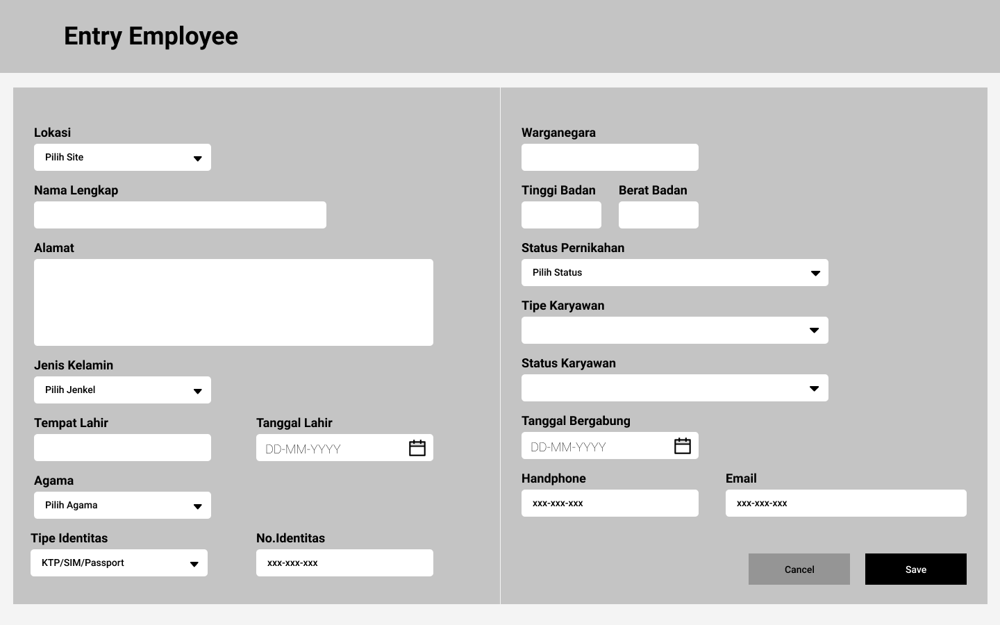 Entry Employee
Lokasi
Pilih Site
Nama Lengkap
Alamat
Jenis Kelamin
Pilih Jenkel
Tempat Lahir
Tanggal Lahir
DD-MM-YYYY
Agama
Pilih Agama
Tipe Identitas
No.Identitas
KTP/SIM/Passport
xxx-xxx-xxx
Warganegara
Tinggi Badan
Berat Badan
Status Pernikahan
Pilih Status
Tipe Karyawan
Status Karyawan
Tanggal Bergabung
DD-MM-YYYY
Handphone
Email
xxx-xxx-xxx
xxx-xxx-xxx
Cancel
Save